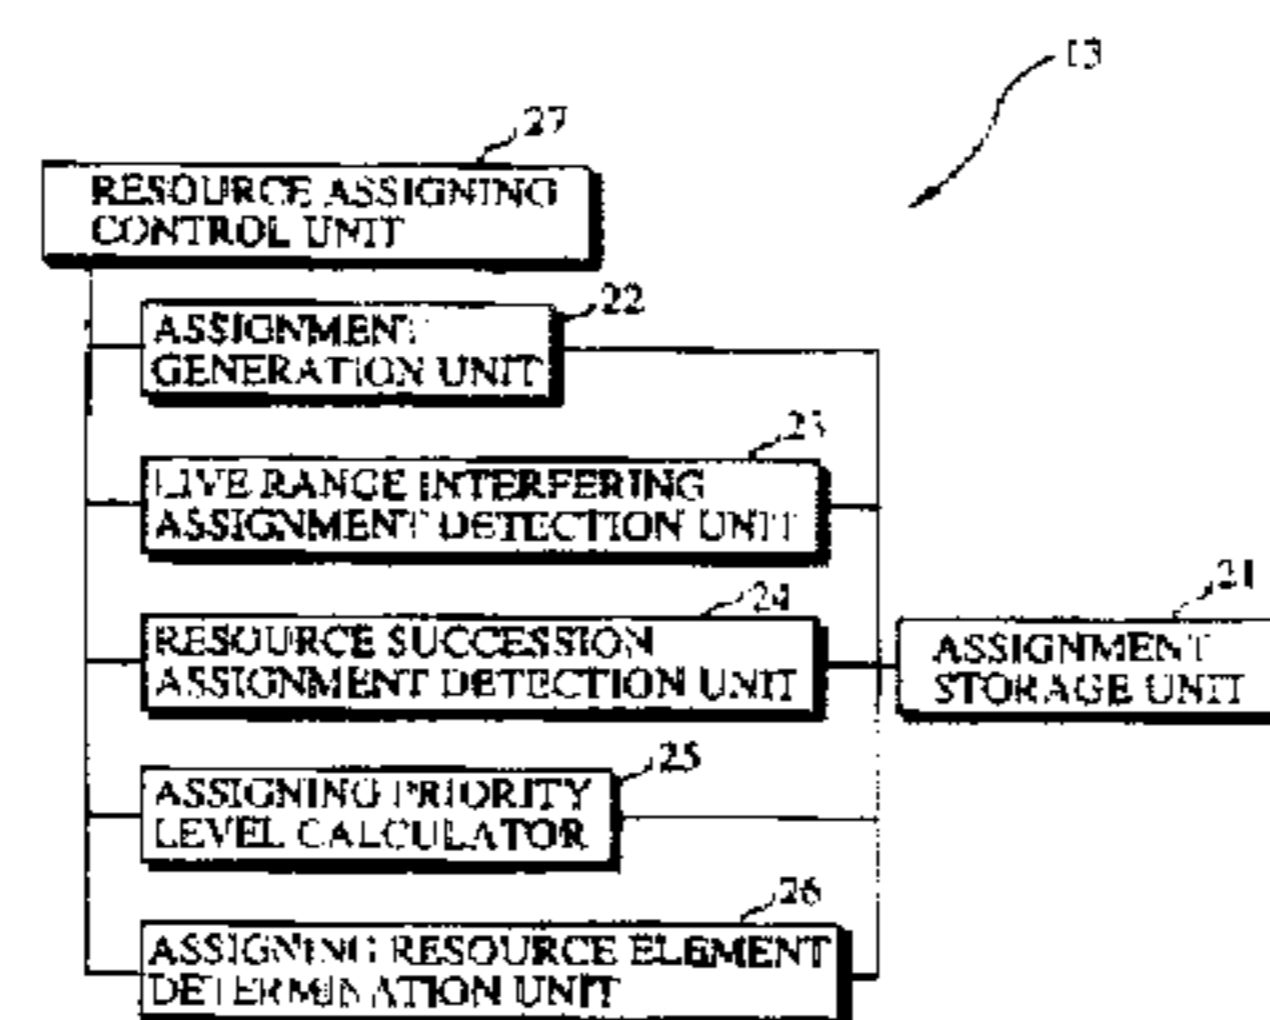 13
27
RESOURCE ASSIGNING
CONTROL UNIT
22
ASSIGNMENT
GENERATION UNIT
23
LIVE RANGE INTERFERING
ASSIGNMENT DETECTION UNIT
24
RESOURCE SUCCESSION
ASSIGNMENT DETECTION UNIT
21
ASSIGNMENT
STORAGE UNIT
25
ASSIGNING PRIORITY
LEVEL CALCULATOR
26
ASSIGNING RESOURCE ELEMENT
DETERMINATION UNIT